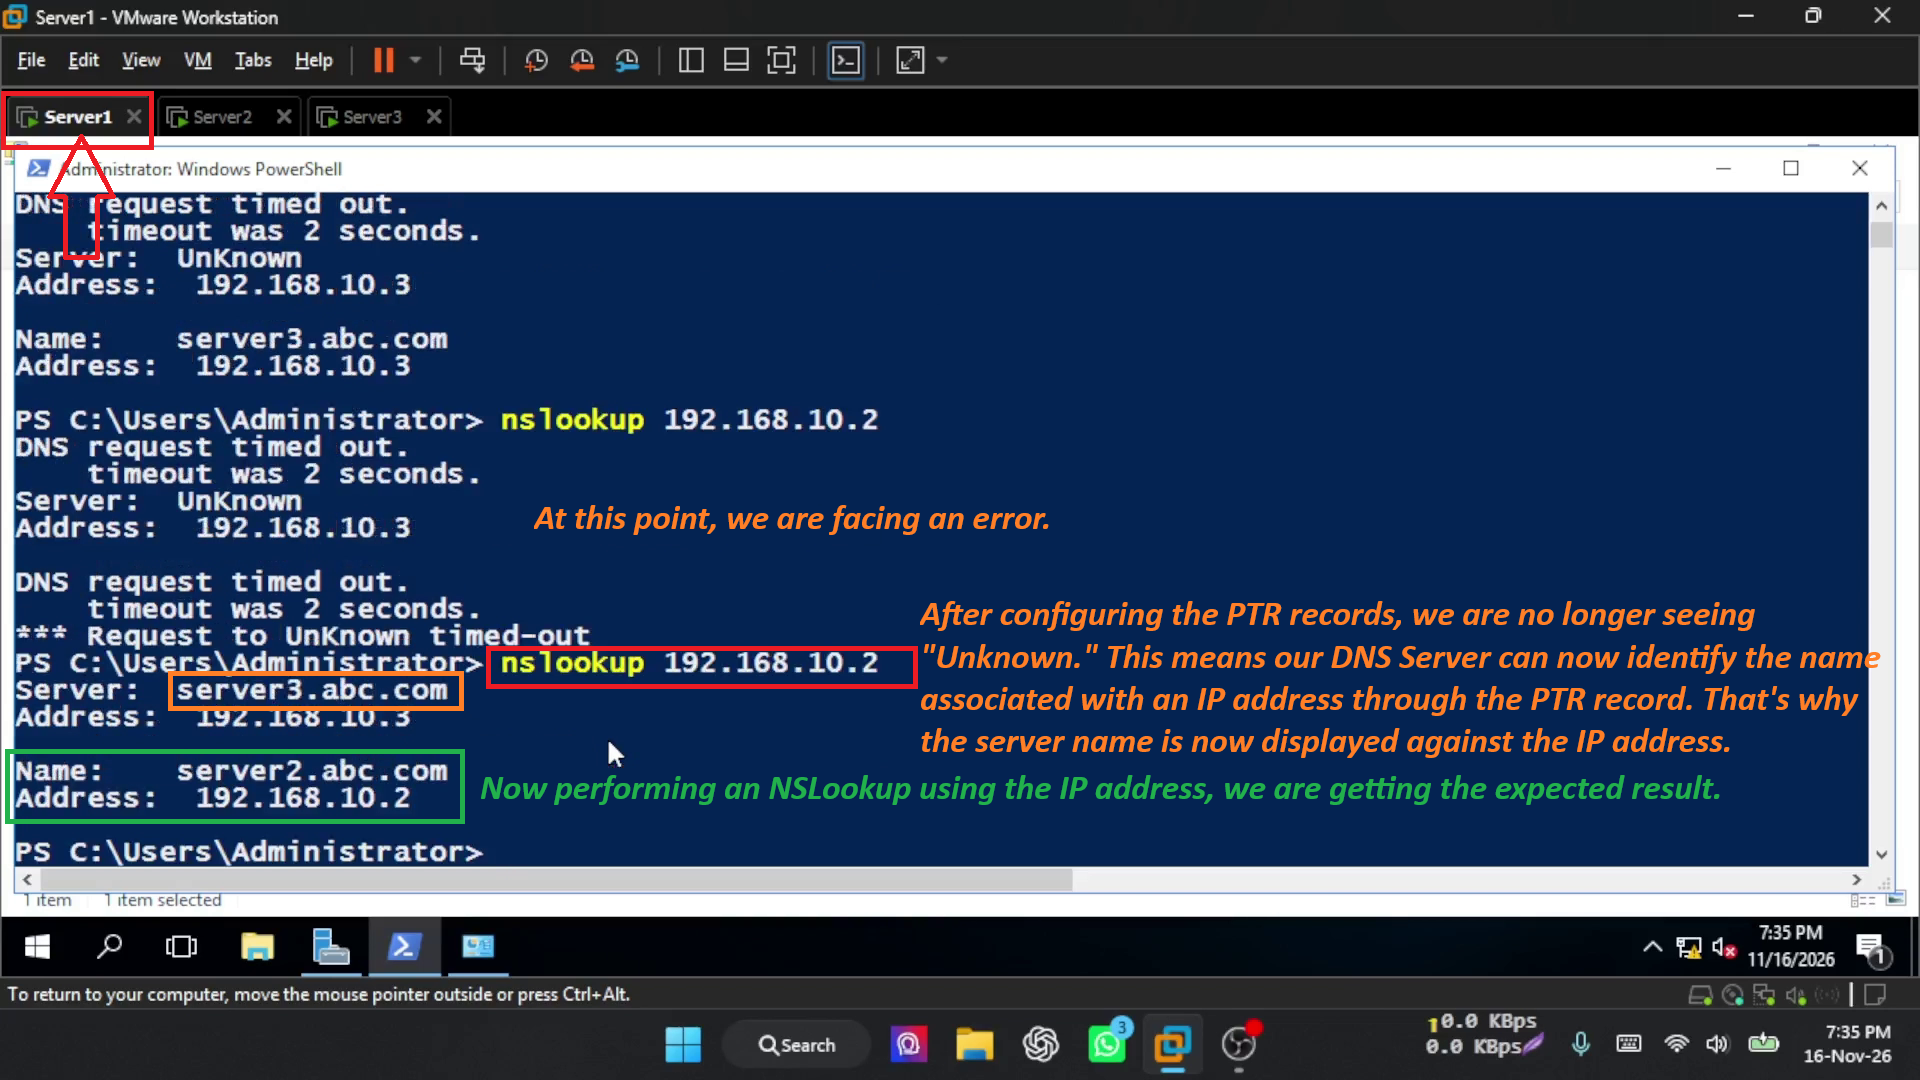 Server1 - VMware Workstation
File Edit View VM Tabs Help
Server1 Server2 Server3
Administrator: Windows PowerShell
DNS request timed out.
timeout was 2 seconds.
Server: UnKnown
Address: 192.168.10.3
Name: server3.abc.com
Address: 192.168.10.3
PS C:\Users\Administrator> nslookup 192.168.10.2
DNS request timed out.
timeout was 2 seconds.
Server: UnKnown
Address: 192.168.10.3
At this point, we are facing an error.
DNS request timed out.
timeout was 2 seconds.
*** Request to UnKnown timed-out
PS C:\Users\Administrator> nslookup 192.168.10.2
Server: server3.abc.com
Address: 192.168.10.3
After configuring the PTR records, we are no longer seeing
"Unknown." This means our DNS Server can now identify the name
associated with an IP address through the PTR record. That's why
the server name is now displayed against the IP address.
Name: server2.abc.com
Address: 192.168.10.2
Now performing an NSLookup using the IP address, we are getting the expected result.
PS C:\Users\Administrator>
1 item 1 item selected
7:35 PM
11/16/2026
1
To return to your computer, move the mouse pointer outside or press Ctrl+Alt.
Search
3
0.0 KBps
0.0 KBps
7:35 PM
16-Nov-26